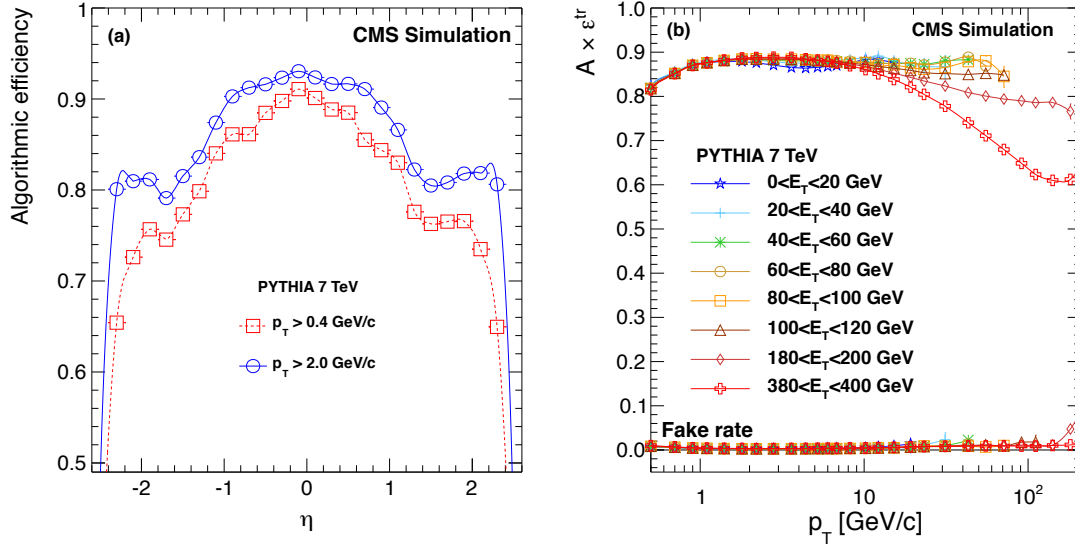 (a)
CMS Simulation
Algorithmic efficiency
1
0.9
0.8
0.7
0.6
0.5
PYTHIA 7 TeV
p_T > 0.4 GeV/c
p_T > 2.0 GeV/c
-2
-1
0
1
2
η
(b)
CMS Simulation
A × ε^tr
1.0
0.9
0.8
0.7
0.6
0.5
0.4
0.3
0.2
0.1
0.0
PYTHIA 7 TeV
0<E_T<20 GeV
20<E_T<40 GeV
40<E_T<60 GeV
60<E_T<80 GeV
80<E_T<100 GeV
100<E_T<120 GeV
180<E_T<200 GeV
380<E_T<400 GeV
Fake rate
1
10
10^2
p_T [GeV/c]